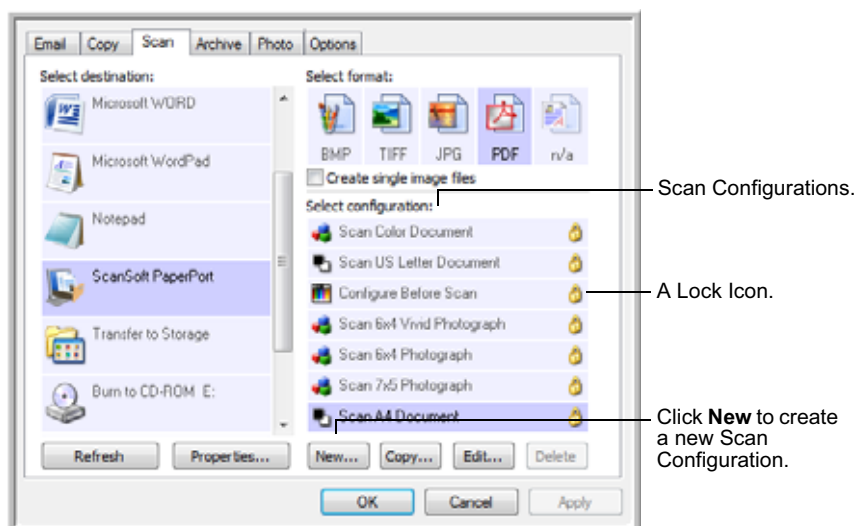 Email Copy Scan Archive Photo Options
Select destination:
Microsoft WORD
Microsoft WordPad
Notepad
ScanSoft PaperPort
Transfer to Storage
Burn to CD-ROM E:
Refresh Properties...
Select format:
BMP TIFF JPG PDF n/a
Create single image files
Select configuration:
Scan Color Document
Scan US Letter Document
Configure Before Scan
Scan 6x4 Vivid Photograph
Scan 6x4 Photograph
Scan 7x5 Photograph
Scan A4 Document
New... Copy... Edit... Delete
OK Cancel Apply
Scan Configurations.
A Lock Icon.
Click New to create
a new Scan
Configuration.